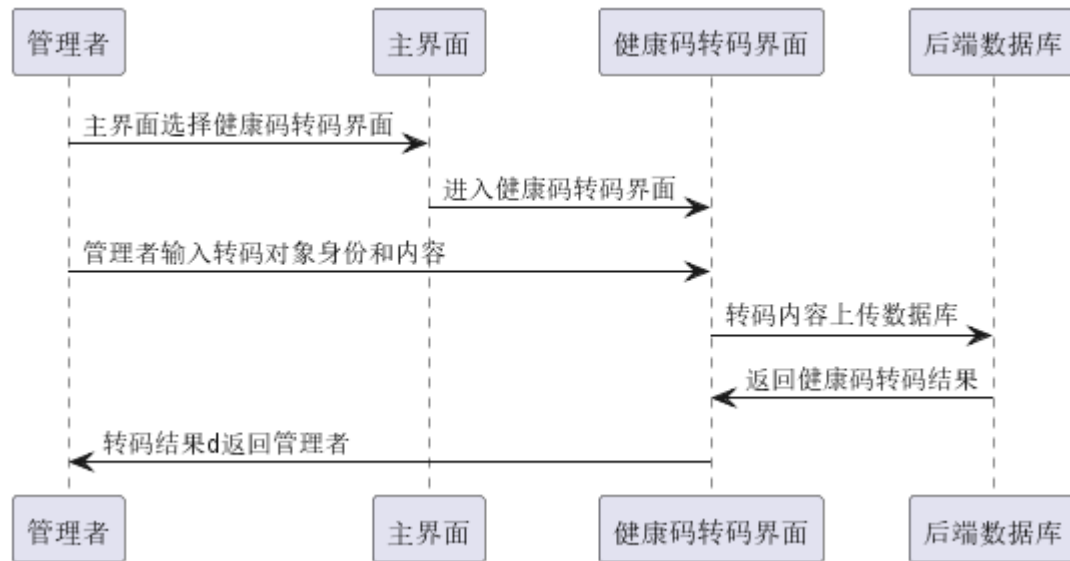 管理者 主界面 健康码转码界面 后端数据库
主界面选择健康码转码界面
进入健康码转码界面
管理者输入转码对象身份和内容
转码内容上传数据库
返回健康码转码结果
转码结果d返回管理者
管理者 主界面 健康码转码界面 后端数据库